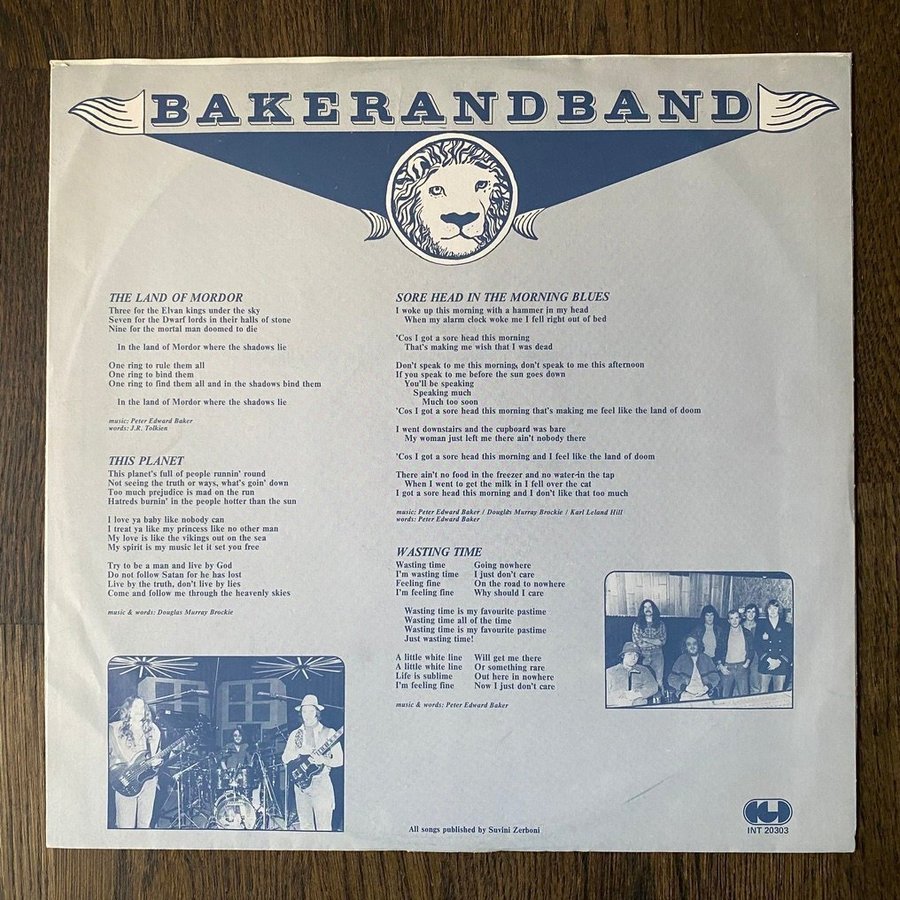 BAKERANDBAND
THE LAND OF MORDOR
Three for the Elvan kings under the sky
Seven for the Dwarf lords in their halls of stone
Nine for the mortal man doomed to die
In the land of Mordor where the shadows lie
One ring to rule them all
One ring to bind them
One ring to find them all and in the shadows bind them
In the land of Mordor where the shadows lie
music: Peter Edward Baker
words: J.R. Tolkien
THIS PLANET
This planet's full of people runnin' round
Not seeing the truth or ways, what's goin' down
Too much prejudice is mad on the run
Hatreds burnin' in the people hotter than the sun
I love ya baby like nobody can
I treat ya like my princess like no other man
My love is like the vikings out on the sea
My spirit is my music let it set you free
Try to be a man and live by God
Do not follow Satan for he has lost
Live by the truth, don't live by lies
Come and follow me through the heavenly skies
music & words: Douglas Murray Brockie
SORE HEAD IN THE MORNING BLUES
I woke up this morning with a hammer in my head
When my alarm clock woke me I fell right out of bed
'Cos I got a sore head this morning
That's making me wish that I was dead
Don't speak to me this morning, don't speak to me this afternoon
If you speak to me before the sun goes down
You'll be speaking
Speaking much
Much too soon
'Cos I got a sore head this morning that's making me feel like the land of doom
I went downstairs and the cupboard was bare
My woman just left me there ain't nobody there
'Cos I got a sore head this morning and I feel like the land of doom
There ain't no food in the freezer and no water in the tap
When I went to get the milk in I fell over the cat
I got a sore head this morning and I don't like that too much
music: Peter Edward Baker / Douglas Murray Brockie / Karl Leland Hill
words: Peter Edward Baker
WASTING TIME
Wasting time Going nowhere
I'm wasting time I just don't care
Feeling fine On the road to nowhere
I'm feeling fine Why should I care
Wasting time is my favourite pastime
Wasting time all of the time
Wasting time is my favourite pastime
Just wasting time!
A little white line Will get me there
A little white line Or something rare
Life is sublime Out here in nowhere
I'm feeling fine Now I just don't care
music & words: Peter Edward Baker
All songs published by Suvini Zerboni
INT 20303